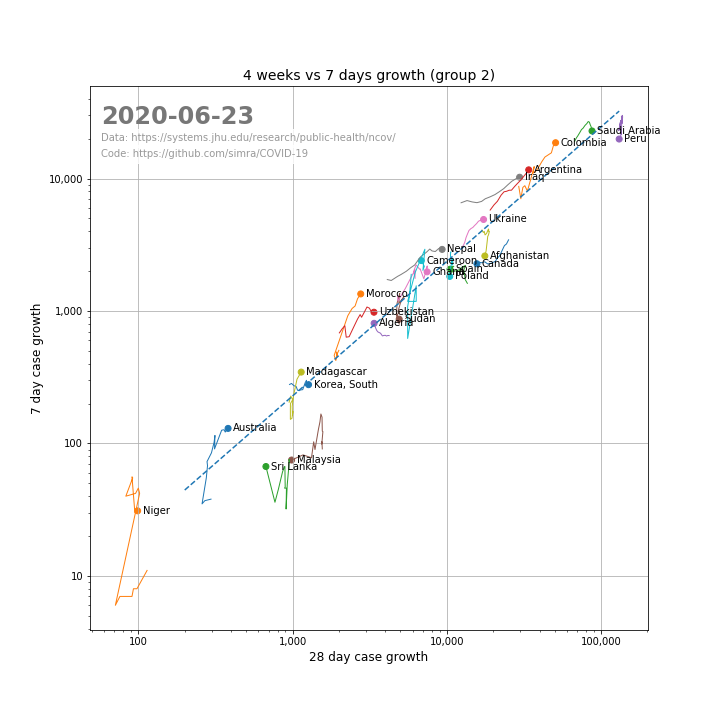 4 weeks vs 7 days growth (group 2)
2020-06-23
Data: https://systems.jhu.edu/research/public-health/ncov/
Code: https://github.com/simra/COVID-19
Saudi Arabia
Peru
Colombia
Argentina
Iraq
Ukraine
Nepal
Afghanistan
Cameroon
Canada
Spain
Ghana
Poland
Morocco
Uzbekistan
Sudan
Algeria
Madagascar
Korea, South
Australia
Malaysia
Sri Lanka
Niger
10,000
1,000
100
10
7 day case growth
100
1,000
10,000
100,000
28 day case growth